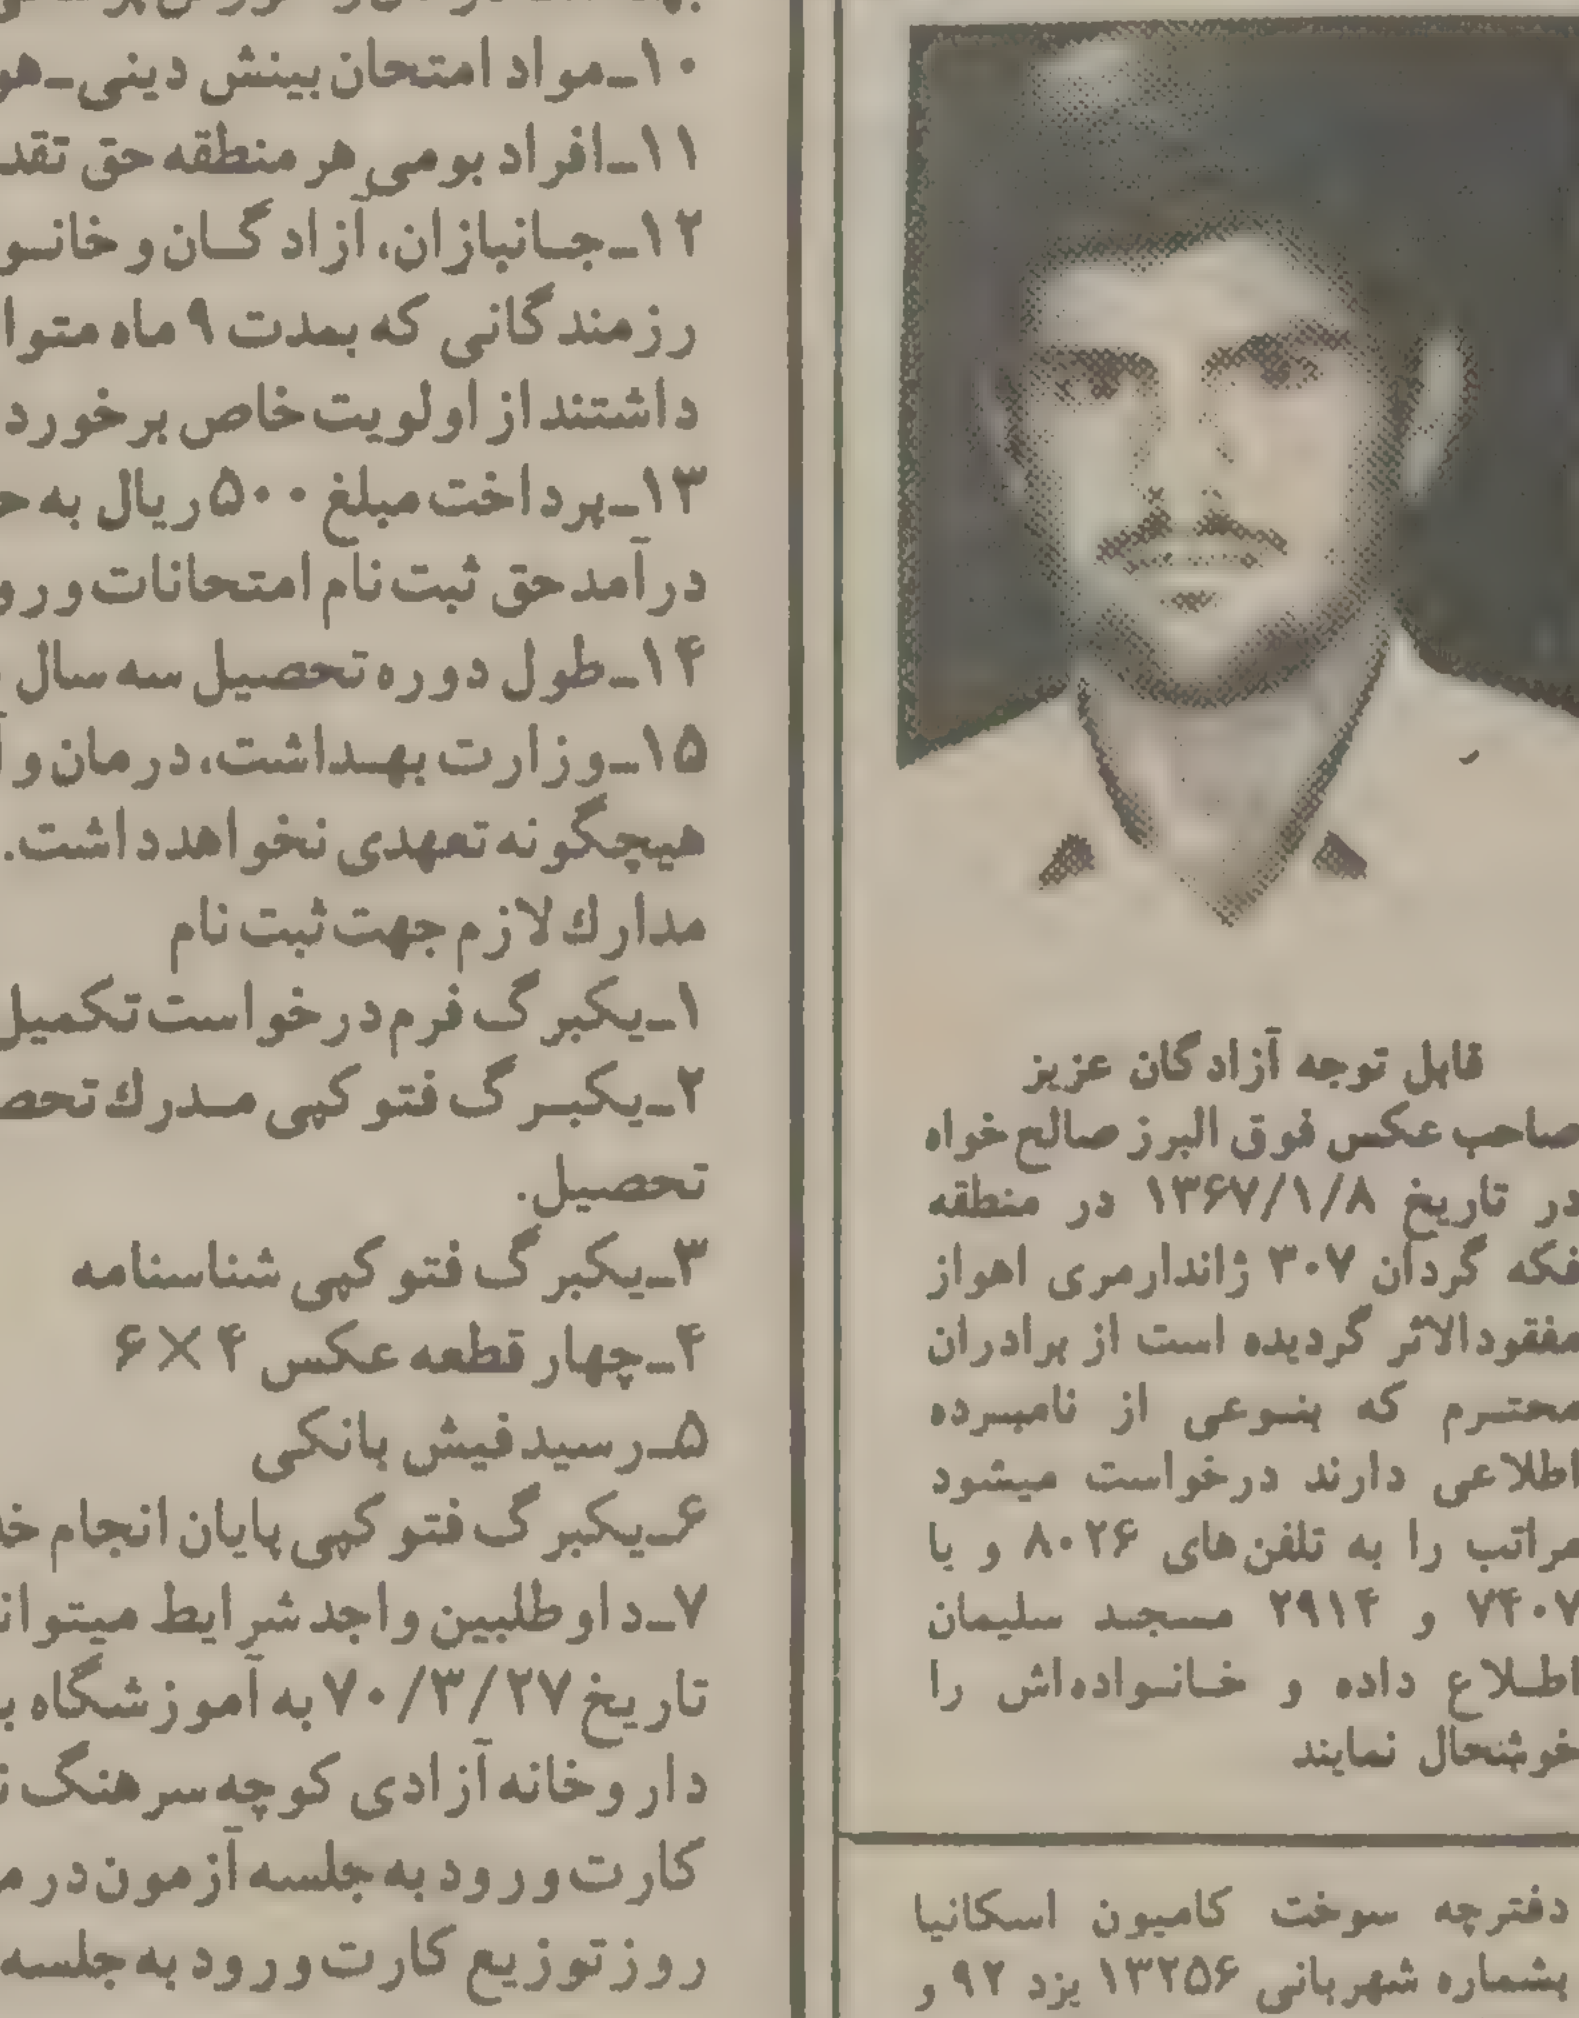 قابل توجه آزادگان عزیز
صاحب عکس فوق البرز صالح خواه
در تاریخ ۱۳۶۷/۱/۸ در منطقه
فکه گردان ۳۰۷ ژاندارمری اهواز
مفقودالاثر گردیده است از برادران
محترم که بنوعی از نامبرده
اطلاعی دارند درخواست میشود
مراتب را به تلفن‌های ۸۰۲۶ و یا
۷۴۰۷ و ۲۹۱۴ مسجد سلیمان
اطلاع داده و خانواده‌اش را
خوشحال نمایند
دفترچه سوخت کامیون اسکانیا
بشماره شهربانی ۱۳۲۵۶ یزد ۹۲ و
۱۰ـ مواد امتحان بینش دینی ـ
۱۱ـ افراد بومی هر منطقه حق
۱۲ـ جانبازان، آزادگان و
رزمندگانی که بمدت ۹ ماه
داشتند از اولویت خاص برخورد
۱۳ـ پرداخت مبلغ ۵۰۰ ریال به
درآمد حق ثبت نام امتحانات
۱۴ـ طول دوره تحصیل سه سال
۱۵ـ وزارت بهداشت، درمان و
هیچگونه تعهدی نخواهد داشت.
مدارك لازم جهت ثبت نام
۱ـ یکبرگ فرم درخواست تکمیل
۲ـ یکبرگ فتوکپی مدرك
تحصیل.
۳ـ یکبرگ فتوکپی شناسنامه
۴ـ چهار قطعه عکس ۴×۶
۵ـ رسید فیش بانکی
۶ـ یکبرگ فتوکپی پایان انجام
۷ـ داوطلبین واجد شرایط
تاریخ ۷۰/۳/۲۷ به آموزشگاه
داروخانه آزادی کوچه سرهنگ
کارت ورود به جلسه آزمون در
روز توزیع کارت ورود به جلسه